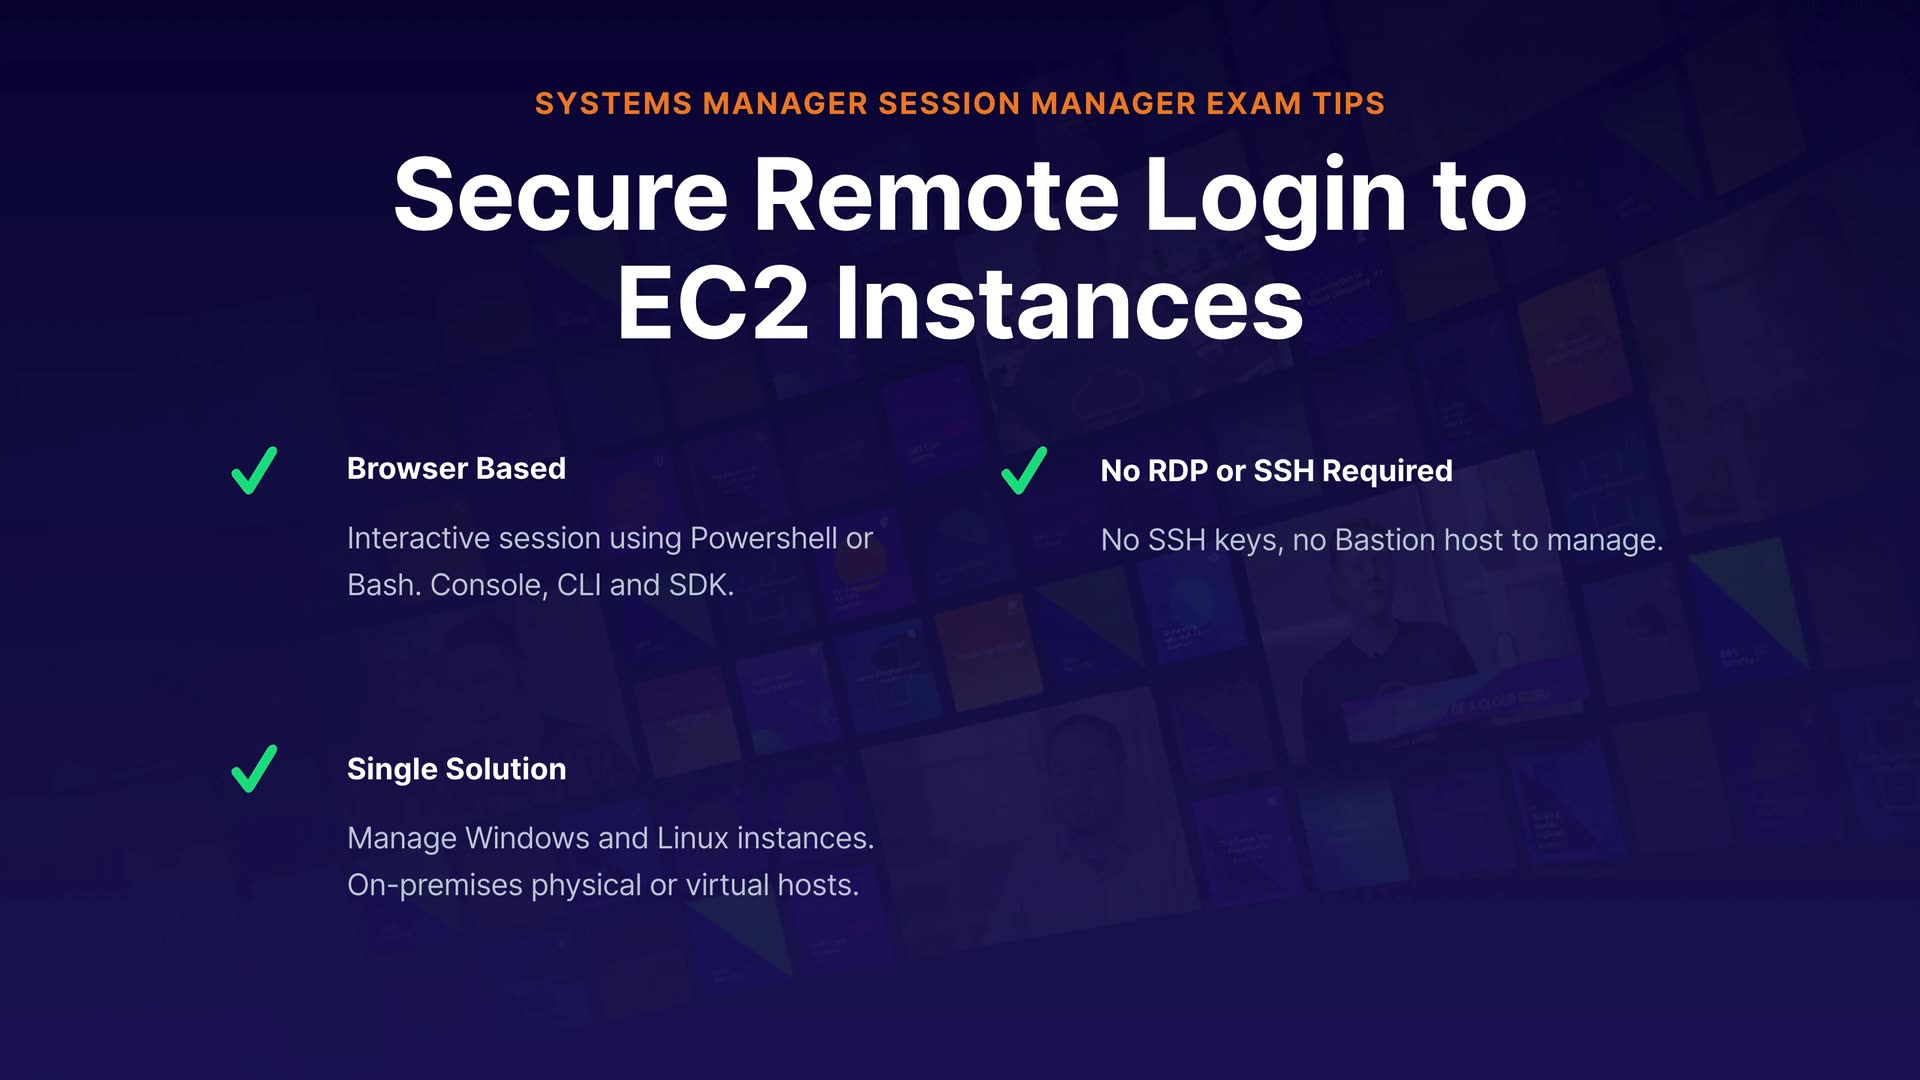 SYSTEMS MANAGER SESSION MANAGER EXAM TIPS
Secure Remote Login to
EC2 Instances
Browser Based
Interactive session using Powershell or
Bash. Console, CLI and SDK.
No RDP or SSH Required
No SSH keys, no Bastion host to manage.
Single Solution
Manage Windows and Linux instances.
On-premises physical or virtual hosts.